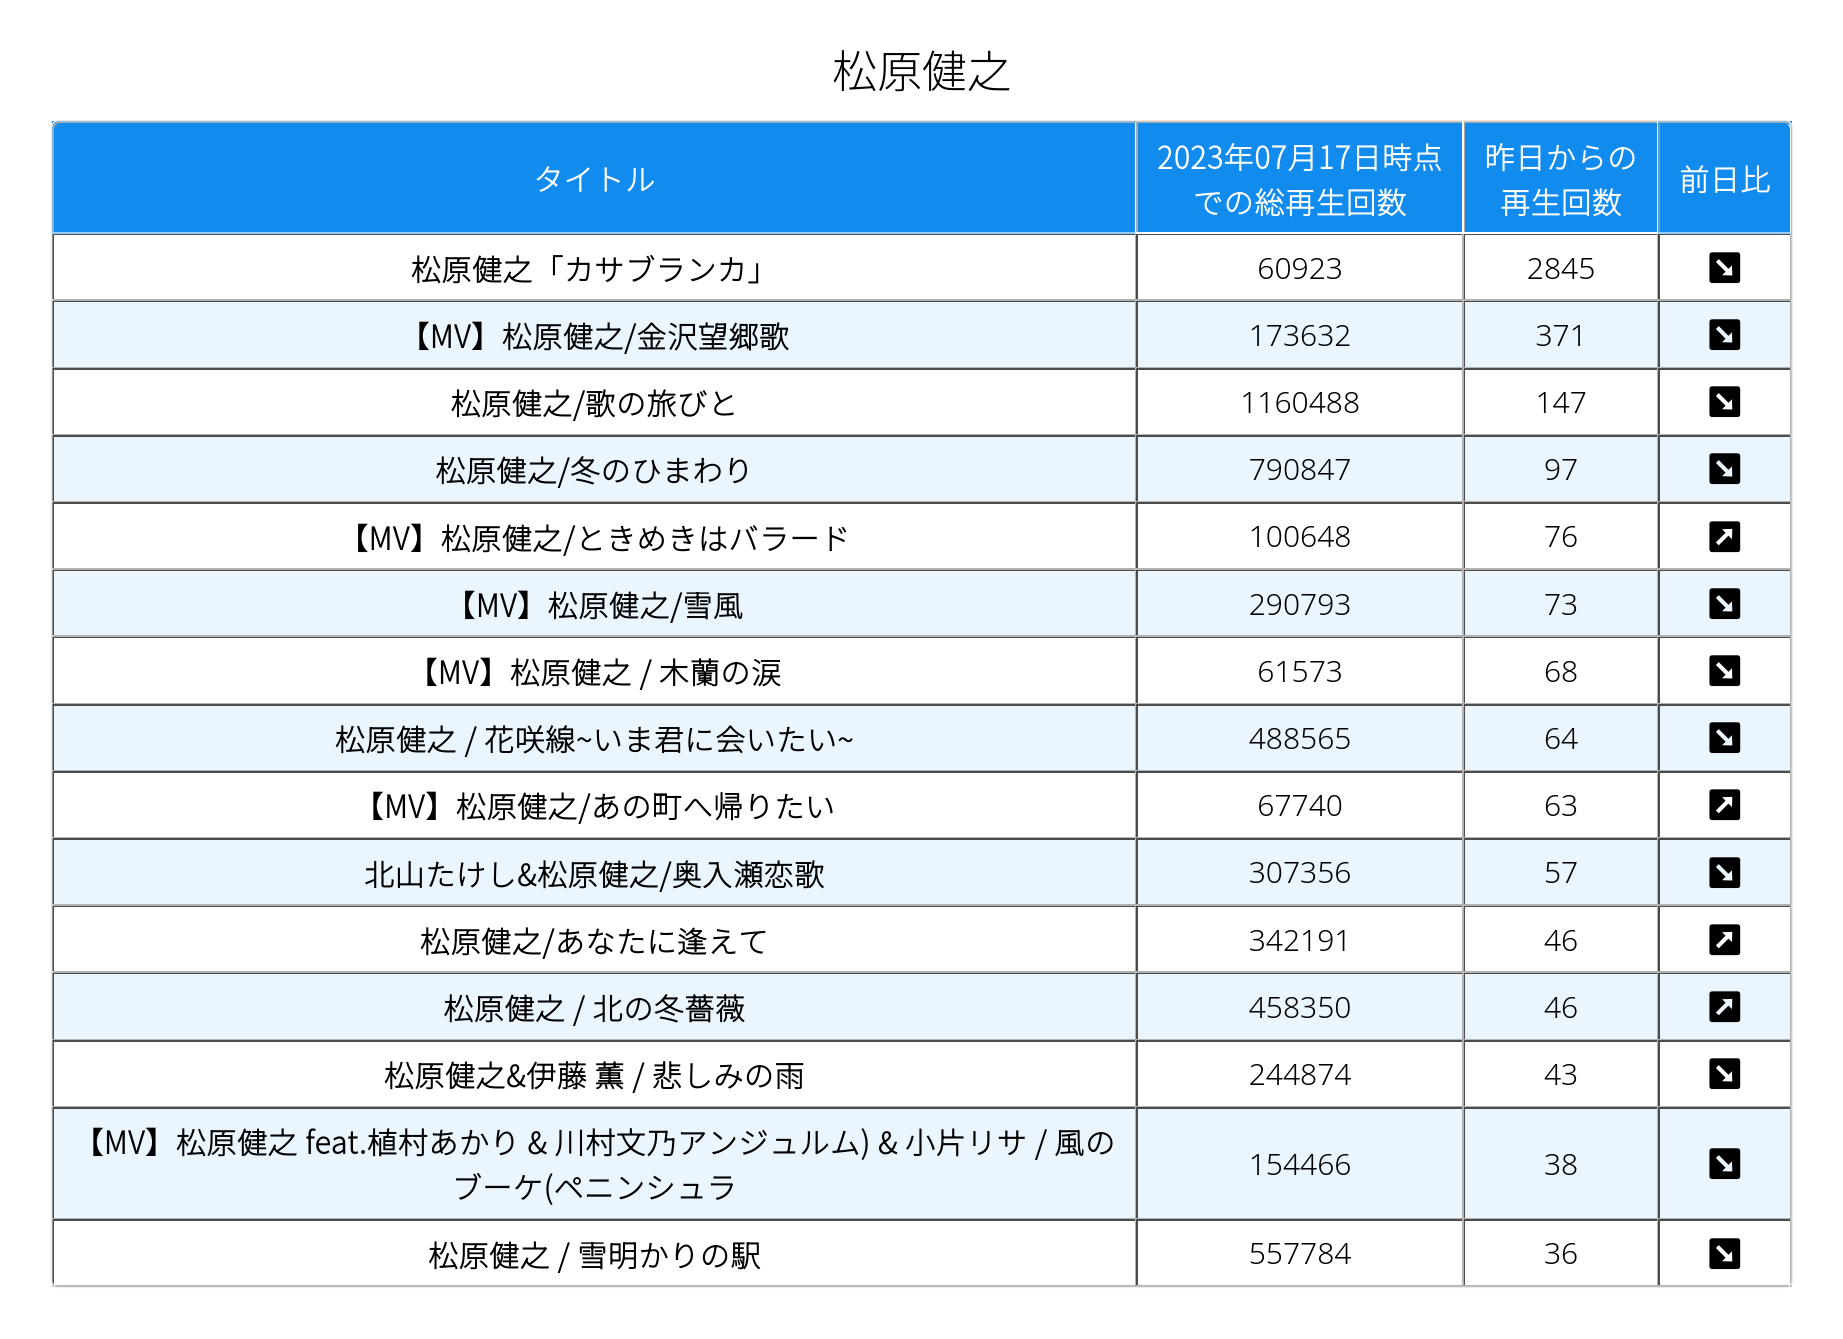 松原健之
タイトル
2023年07月17日時点
での総再生回数
昨日からの
再生回数
前日比
松原健之「カサブランカ」 60923 2845
【MV】松原健之/金沢望郷歌 173632 371
松原健之/歌の旅びと 1160488 147
松原健之/冬のひまわり 790847 97
【MV】松原健之/ときめきはバラード 100648 76
【MV】松原健之/雪風 290793 73
【MV】松原健之 / 木蘭の涙 61573 68
松原健之 / 花咲線~いま君に会いたい~ 488565 64
【MV】松原健之/あの町へ帰りたい 67740 63
北山たけし&松原健之/奥入瀬恋歌 307356 57
松原健之/あなたに逢えて 342191 46
松原健之 / 北の冬薔薇 458350 46
松原健之&伊藤 薫 / 悲しみの雨 244874 43
【MV】松原健之 feat.植村あかり & 川村文乃アンジュルム) & 小片リサ / 風の
ブーケ(ペニンシュラ 154466 38
松原健之 / 雪明かりの駅 557784 36